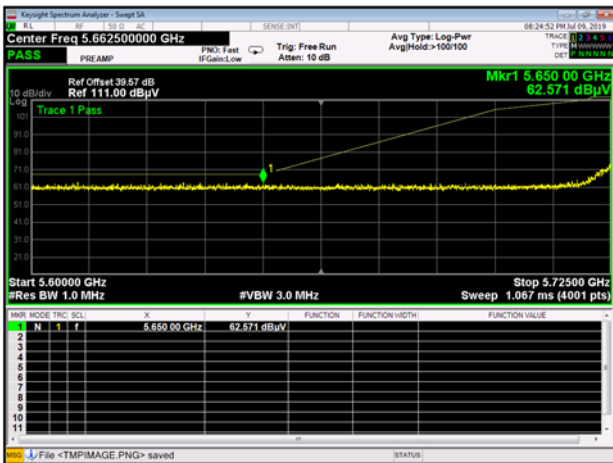 Keysight Spectrum Analyzer - Swept SA
RL RF 50 Ω AC SENSE:INT 08:24:52 PM Jul 09, 2019
Center Freq 5.662500000 GHz Avg Type: Log-Pwr TRACE 1 2 3 4 5 6
PASS PREAMP PNO: Fast IFGain:Low Trig: Free Run Atten: 10 dB Avg|Hold:>100/100 TYPE M W W W W W
DET P N N N N N
Ref Offset 39.57 dB Mkr1 5.650 00 GHz
10 dB/div Ref 111.00 dBµV 62.571 dBµV
Log
Trace 1 Pass
101
91.0
81.0
71.0
61.0
51.0
41.0
31.0
21.0
1
Start 5.60000 GHz Stop 5.72500 GHz
#Res BW 1.0 MHz #VBW 3.0 MHz Sweep 1.067 ms (4001 pts)
MKR MODE TRC SCL X Y FUNCTION FUNCTION WIDTH FUNCTION VALUE
1 N 1 f 5.650 00 GHz 62.571 dBµV
2
3
4
5
6
7
8
9
10
11
MSG File <TMPIMAGE.PNG> saved STATUS